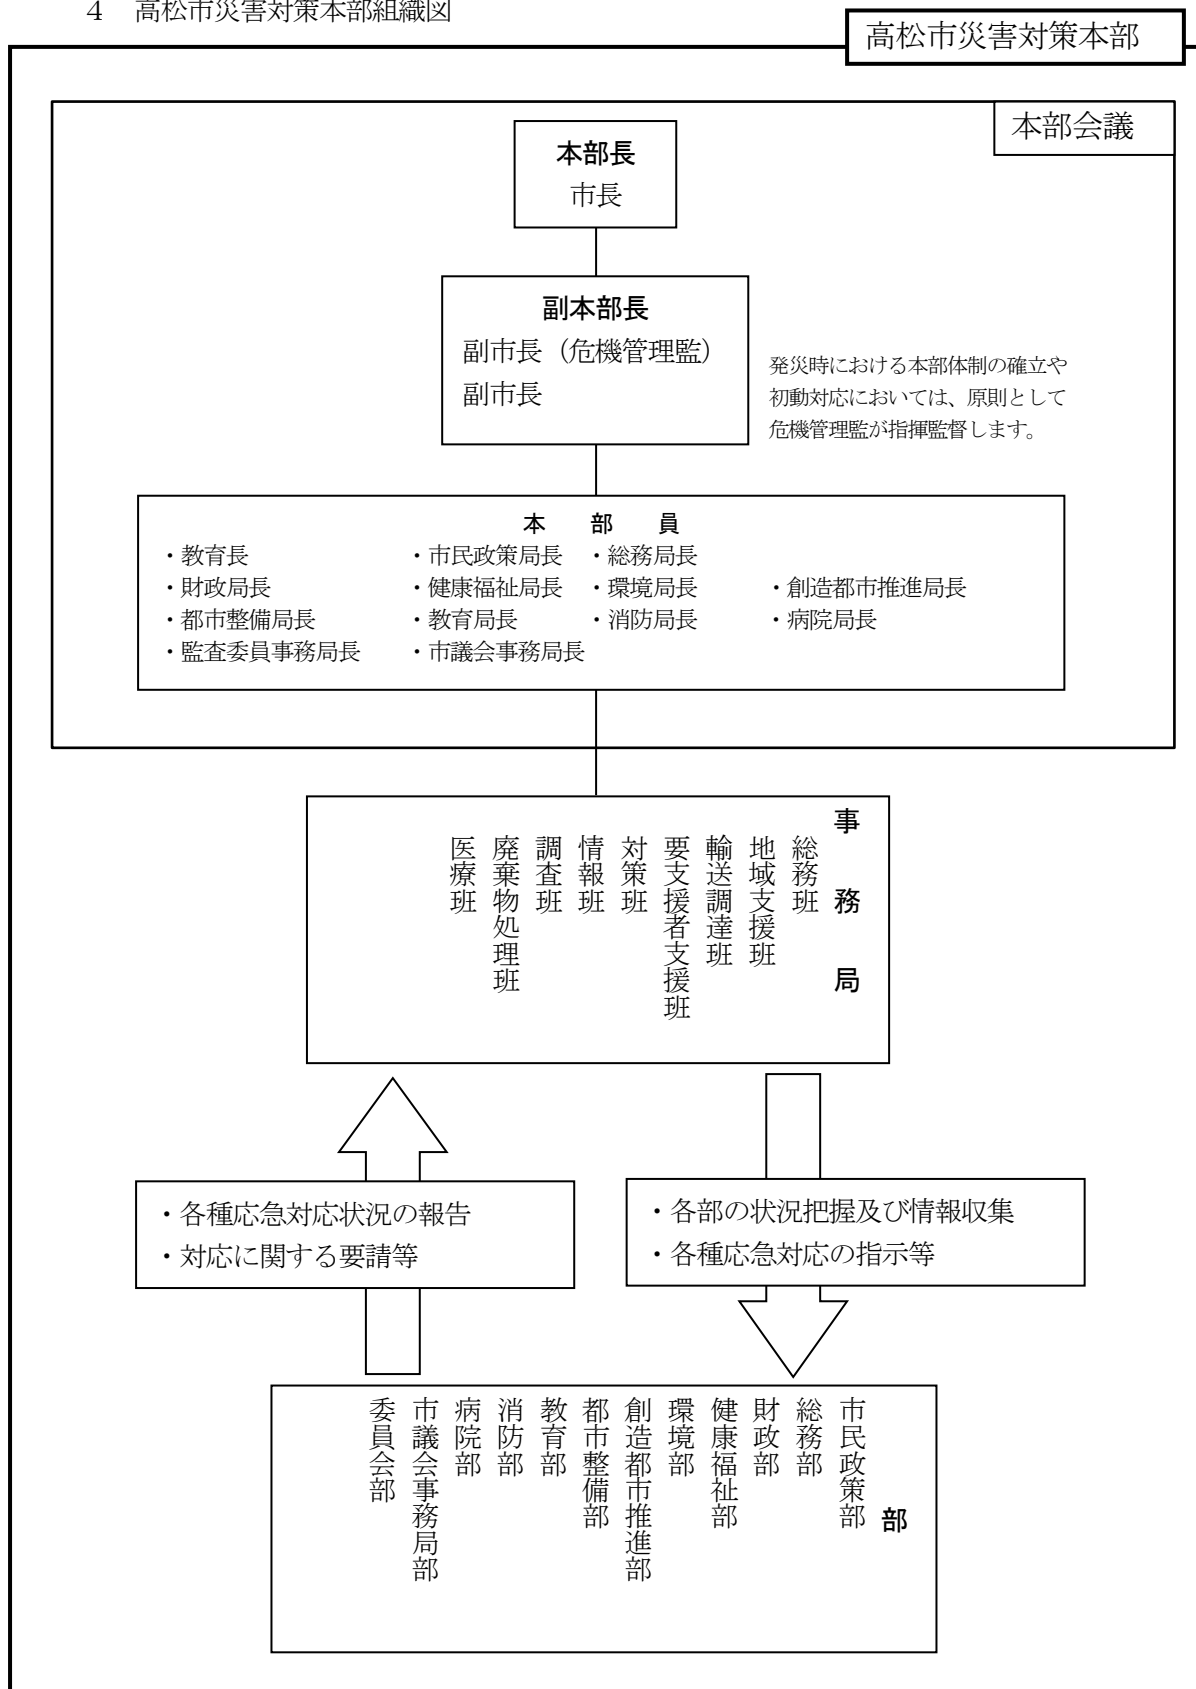 ４　高松市災害対策本部組織図
高松市災害対策本部
本部会議
本部長
市長
副本部長
副市長（危機管理監）
副市長
発災時における本部体制の確立や
初動対応においては、原則として
危機管理監が指揮監督します。
本　部　員
・教育長　・市民政策局長　・総務局長
・財政局長　・健康福祉局長　・環境局長　・創造都市推進局長
・都市整備局長　・教育局長　・消防局長　・病院局長
・監査委員事務局長　・市議会事務局長
事　務　局
総務班
地域支援班
輸送調達班
要支援者支援班
対策班
情報班
調査班
廃棄物処理班
医療班
・各種応急対応状況の報告
・対応に関する要請等
・各部の状況把握及び情報収集
・各種応急対応の指示等
部
市民政策部
総務部
財政部
健康福祉部
環境部
創造都市推進部
都市整備部
教育部
消防部
病院部
市議会事務局部
委員会部